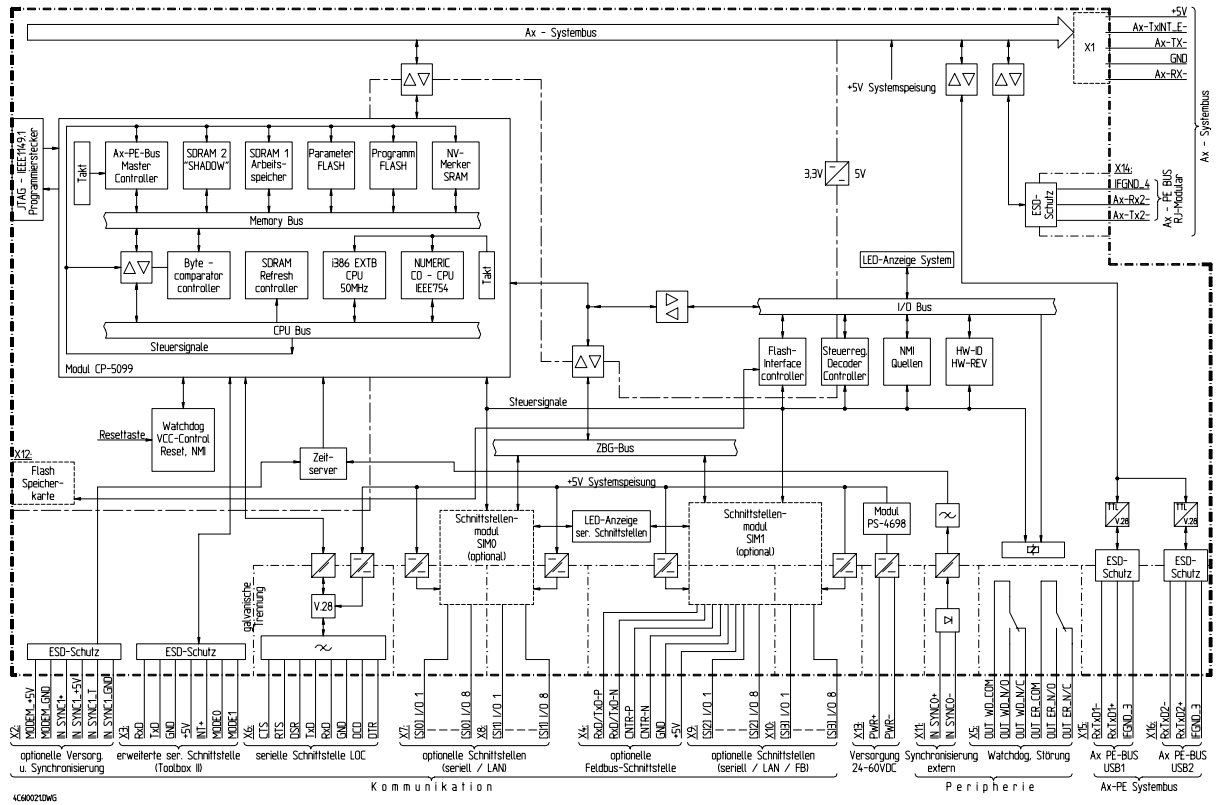 Ax - Systembus
X1
+5V
Ax-TxINT_E-
Ax-TX-
GND
Ax-RX-
Ax - Systembus
+5V Systemspeisung
JTAG - IEEE1149.1
Programmierstecker
Takt
Ax-PE-Bus
Master
Controller
SDRAM 2
"SHADOW"
SDRAM 1
Arbeits-
speicher
Parameter
FLASH
Programm
FLASH
NV-
Merker
SRAM
3,3V
5V
X14:
ESD-
Schutz
IFGND_4
Ax-Rx2-
Ax-Tx2-
Ax - PE BUS
RJ-Modular
Memory Bus
Byte -
comparator
controller
SDRAM
Refresh
controller
i386 EXTB
CPU
50MHz
NUMERIC
CO - CPU
IEEE754
Takt
LED-Anzeige System
I/O Bus
CPU Bus
Steuersignale
Modul CP-5099
Flash-
Interface
controller
Steuerreg.
Decoder
Controller
NMI
Quellen
HW-ID
HW-REV
Steuersignale
Resettaste
Watchdog
VCC-Control
Reset, NMI
ZBG-Bus
X12:
Flash
Speicher-
karte
Zeit-
server
+5V Systemspeisung
Schnittstellen-
modul
SIM0
(optional)
LED-Anzeige
ser. Schnittstellen
Schnittstellen-
modul
SIM1
(optional)
Modul
PS-4698
TTL
V.28
TTL
V.28
ESD-
Schutz
ESD-
Schutz
galvanische
Trennung
V.28
ESD-Schutz
ESD-Schutz
X2:
MODEM_+5V
MODEM_GND
IN_SYNC1+
IN_SYNC1_+5V
IN_SYNC1_T
IN_SYNC1_GND
X3:
RxD
TxD
GND
+5V
INT+
MODE0
MODE1
X6:
CTS
RTS
DSR
TxD
RxD
GND
DCD
DTR
X7:
(SI0) I/O 1
(SI0) I/O 8
X8:
(SI1) I/O 1
(SI1) I/O 8
X4:
RxD/TxD-P
RxD/TxD-N
CNTR-P
CNTR-N
GND
+5V
X9:
(SI2) I/O 1
(SI2) I/O 8
X10:
(SI3) I/O 1
(SI3) I/O 8
X13:
PWR+
PWR-
X11:
IN_SYNC0+
IN_SYNC0-
X5:
OUT_WD_COM
OUT_WD_N/O
OUT_WD_N/C
OUT_ER_COM
OUT_ER_N/O
OUT_ER_N/C
X15:
RxTxD1-
RxTxD1+
IFGND_3
X16:
RxTxD2-
RxTxD2+
IFGND_3
optionelle Versorg.
u. Synchronisierung
erweiterte ser. Schnittstelle
(Toolbox II)
serielle Schnittstelle LOC
optionelle Schnittstellen
(seriell / LAN)
optionelle
Feldbus-Schnittstelle
optionelle Schnittstellen
(seriell / LAN / FB)
Versorgung
24-60VDC
Synchronisierung
extern
Watchdog, Störung
Ax PE-BUS
USB1
Ax PE-BUS
USB2
Kommunikation
Peripherie
Ax-PE Systembus
4C6I0021.DWG